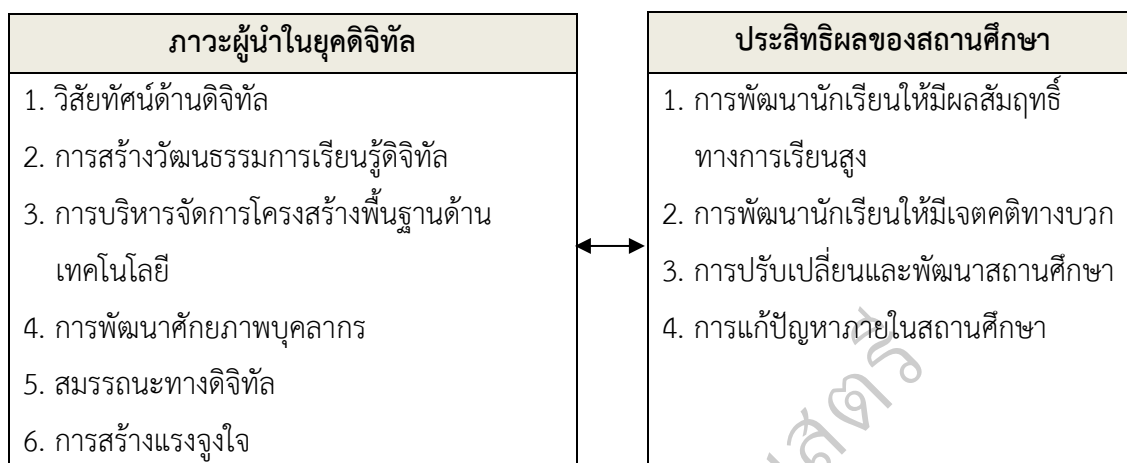 ภาวะผู้นำในยุคดิจิทัล
1. วิสัยทัศน์ด้านดิจิทัล
2. การสร้างวัฒนธรรมการเรียนรู้ดิจิทัล
3. การบริหารจัดการโครงสร้างพื้นฐานด้าน
เทคโนโลยี
4. การพัฒนาศักยภาพบุคลากร
5. สมรรถนะทางดิจิทัล
6. การสร้างแรงจูงใจ
ประสิทธิผลของสถานศึกษา
1. การพัฒนานักเรียนให้มีผลสัมฤทธิ์
ทางการเรียนสูง
2. การพัฒนานักเรียนให้มีเจตคติทางบวก
3. การปรับเปลี่ยนและพัฒนาสถานศึกษา
4. การแก้ปัญหาภายในสถานศึกษา